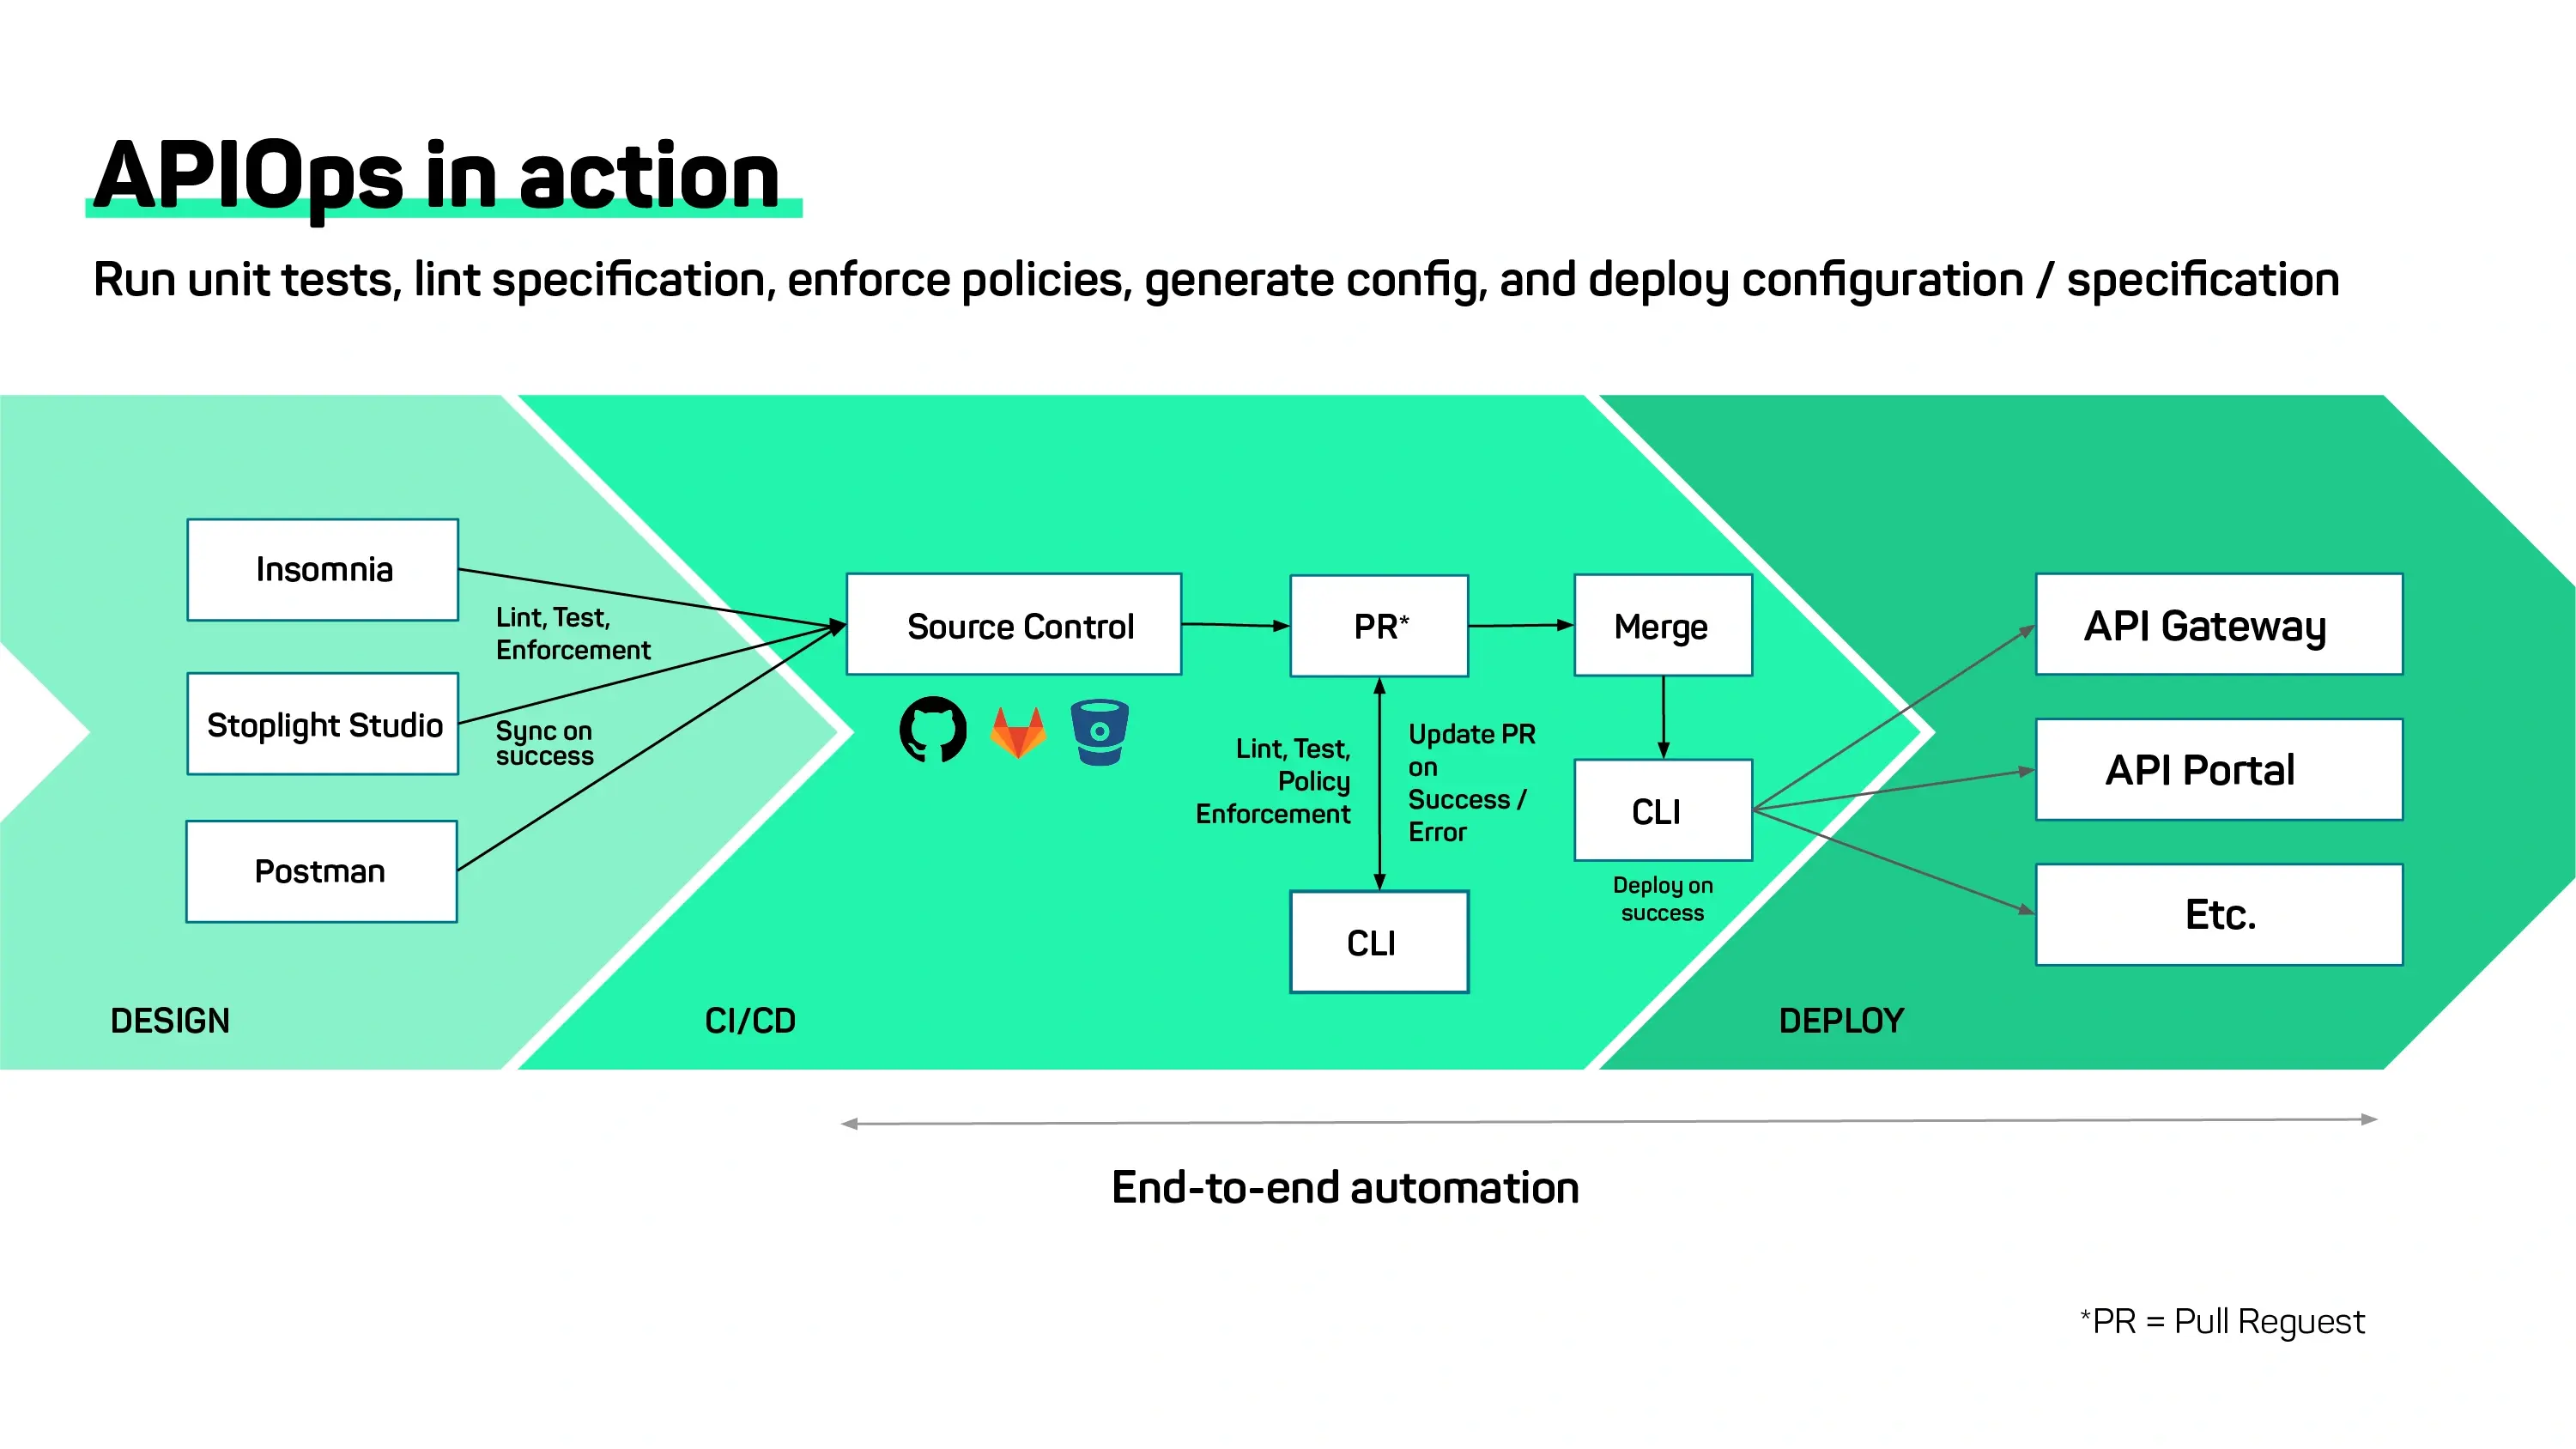 APIOps in action
Run unit tests, lint specification, enforce policies, generate config, and deploy configuration / specification
Insomnia
Lint, Test,
Enforcement
Stoplight Studio
Sync on
success
Postman
DESIGN
Source Control
PR*
Merge
Lint, Test,
Policy
Enforcement
Update PR
on
Success /
Error
CLI
CLI
Deploy on
success
CI/CD
API Gateway
API Portal
Etc.
DEPLOY
End-to-end automation
*PR = Pull Request